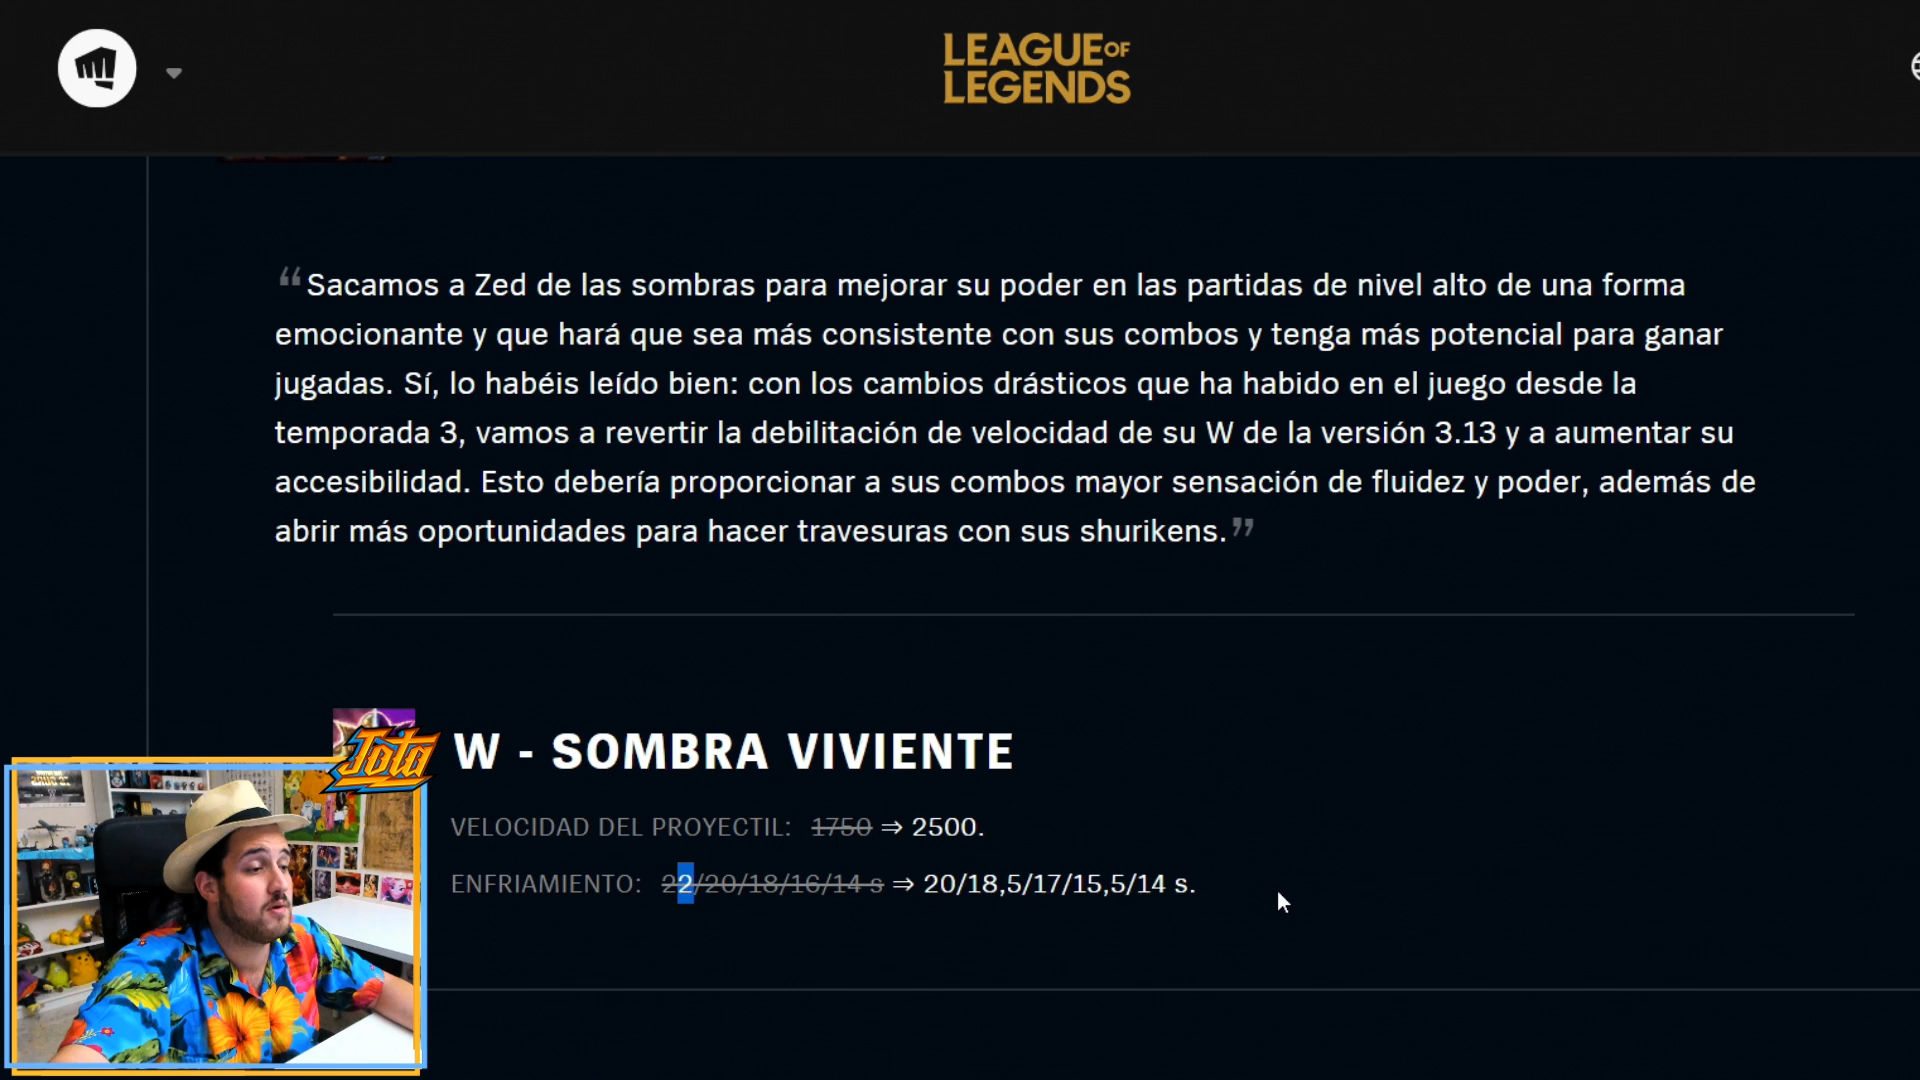 LEAGUE OF
LEGENDS
“Sacamos a Zed de las sombras para mejorar su poder en las partidas de nivel alto de una forma
emocionante y que hará que sea más consistente con sus combos y tenga más potencial para ganar
jugadas. Sí, lo habéis leído bien: con los cambios drásticos que ha habido en el juego desde la
temporada 3, vamos a revertir la debilitación de velocidad de su W de la versión 3.13 y a aumentar su
accesibilidad. Esto debería proporcionar a sus combos mayor sensación de fluidez y poder, además de
abrir más oportunidades para hacer travesuras con sus shurikens.”
W - SOMBRA VIVIENTE
VELOCIDAD DEL PROYECTIL: 1750 ⇒ 2500.
ENFRIAMIENTO: 22/20/18/16/14 s ⇒ 20/18,5/17/15,5/14 s.
Jota